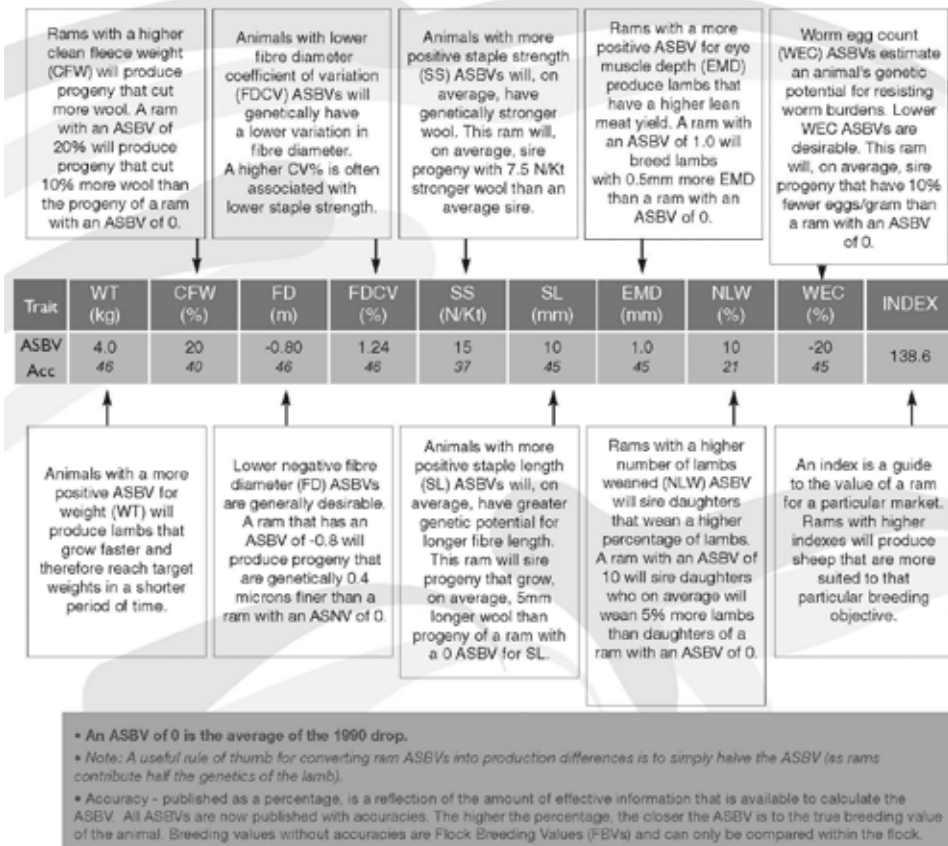 Rams with a higher
clean fleece weight
(CFW) will produce
progeny that cut
more wool. A ram
with an ASBV of
20% will produce
progeny that cut
10% more wool than
the progeny of a ram
with an ASBV of 0.
Animals with lower
fibre diameter
coefficient of variation
(FDCV) ASBVs will
genetically have
a lower variation in
fibre diameter.
A higher CV% is often
associated with
lower staple strength.
Animals with more
positive staple strength
(SS) ASBVs will, on
average, have
genetically stronger
wool. This ram will,
on average, sire
progeny with 7.5 N/Kt
stronger wool than an
average sire.
Rams with a more
positive ASBV for eye
muscle depth (EMD)
produce lambs that
have a higher lean
meat yield. A ram with
an ASBV of 1.0 will
breed lambs
with 0.5mm more EMD
than a ram with an
ASBV of 0.
Worm egg count
(WEC) ASBVs estimate
an animal's genetic
potential for resisting
worm burdens. Lower
WEC ASBVs are
desirable. This ram
will, on average, sire
progeny that have 10%
fewer eggs/gram than
a ram with an ASBV
of 0.
Trait WT (kg) CFW (%) FD (m) FDCV (%) SS (N/Kt) SL (mm) EMD (mm) NLW (%) WEC (%) INDEX
ASBV 4.0 20 -0.80 1.24 15 10 1.0 10 -20 138.6
Acc 46 40 46 46 37 45 45 21 45
Animals with a more
positive ASBV for
weight (WT) will
produce lambs that
grow faster and
therefore reach target
weights in a shorter
period of time.
Lower negative fibre
diameter (FD) ASBVs
are generally desirable.
A ram that has an
ASBV of -0.8 will
produce progeny that
are genetically 0.4
microns finer than a
ram with an ASNV of 0.
Animals with more
positive staple length
(SL) ASBVs will, on
average, have greater
genetic potential for
longer fibre length.
This ram will sire
progeny that grow,
on average, 5mm
longer wool than
progeny of a ram with
a 0 ASBV for SL.
Rams with a higher
number of lambs
weaned (NLW) ASBV
will sire daughters
that wean a higher
percentage of lambs.
A ram with an ASBV of
10 will sire daughters
who on average will
wean 5% more lambs
than daughters of a
ram with an ASBV of 0.
An index is a guide
to the value of a ram
for a particular market.
Rams with higher
indexes will produce
sheep that are more
suited to that
particular breeding
objective.
• An ASBV of 0 is the average of the 1990 drop.
• Note: A useful rule of thumb for converting ram ASBVs into production differences is to simply halve the ASBV (as rams
contribute half the genetics of the lamb).
• Accuracy - published as a percentage, is a reflection of the amount of effective information that is available to calculate the
ASBV. All ASBVs are now published with accuracies. The higher the percentage, the closer the ASBV is to the true breeding value
of the animal. Breeding values without accuracies are Flock Breeding Values (FBVs) and can only be compared within the flock.